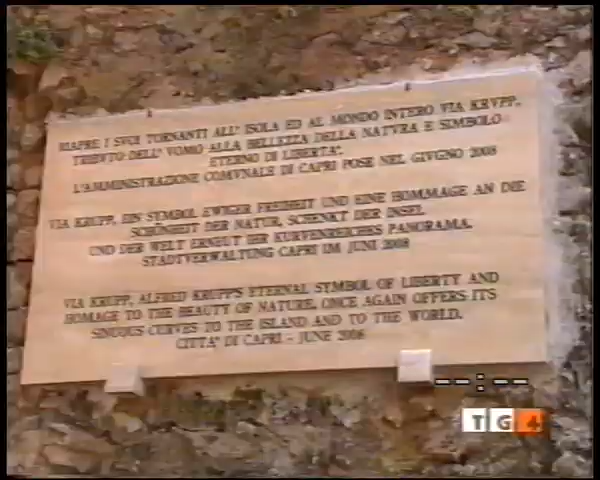 RIAPRE I SUOI TORNANTI ALL' ISOLA ED AL MONDO INTERO VIA KRVPP,
TRIBVTO DELL' VOMO ALLA BELLEZZA DELLA NATVRA E SIMBOLO
ETERNO DI LIBERTA'.
L'AMMINISTRAZIONE COMVNALE DI CAPRI POSE NEL GIVGNO 2008
VIA KRUPP, EIN SYMBOL EWIGER FREIHEIT UND EINE HOMMAGE AN DIE
SCHÖNHEIT DER NATUR, SCHENKT DER INSEL
UND DER WELT ERNEUT IHR KURVENREICHES PANORAMA.
STADTVERWALTUNG CAPRI IM JUNI 2008
VIA KRUPP, ALFRED KRUPP'S ETERNAL SYMBOL OF LIBERTY AND
HOMAGE TO THE BEAUTY OF NATURE, ONCE AGAIN OFFERS ITS
SINUOUS CURVES TO THE ISLAND AND TO THE WORLD.
CITTA' DI CAPRI - JUNE 2008
--:--
TG4